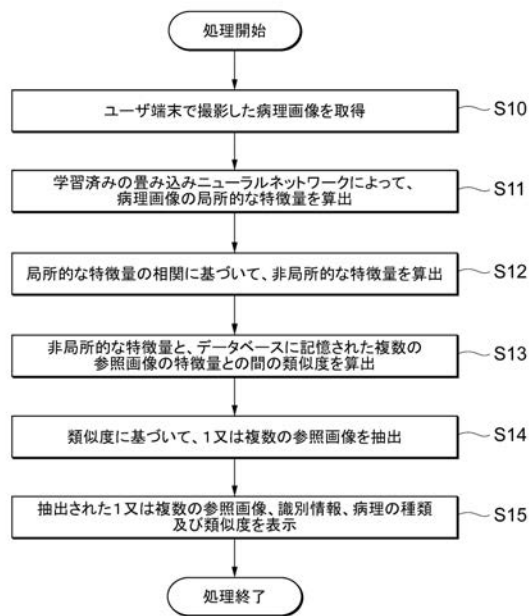 処理開始
ユーザ端末で撮影した病理画像を取得
S10
学習済みの畳み込みニューラルネットワークによって、
病理画像の局所的な特徴量を算出
S11
局所的な特徴量の相関に基づいて、非局所的な特徴量を算出
S12
非局所的な特徴量と、データベースに記憶された複数の
参照画像の特徴量との間の類似度を算出
S13
類似度に基づいて、1又は複数の参照画像を抽出
S14
抽出された1又は複数の参照画像、識別情報、病理の種類
及び類似度を表示
S15
処理終了